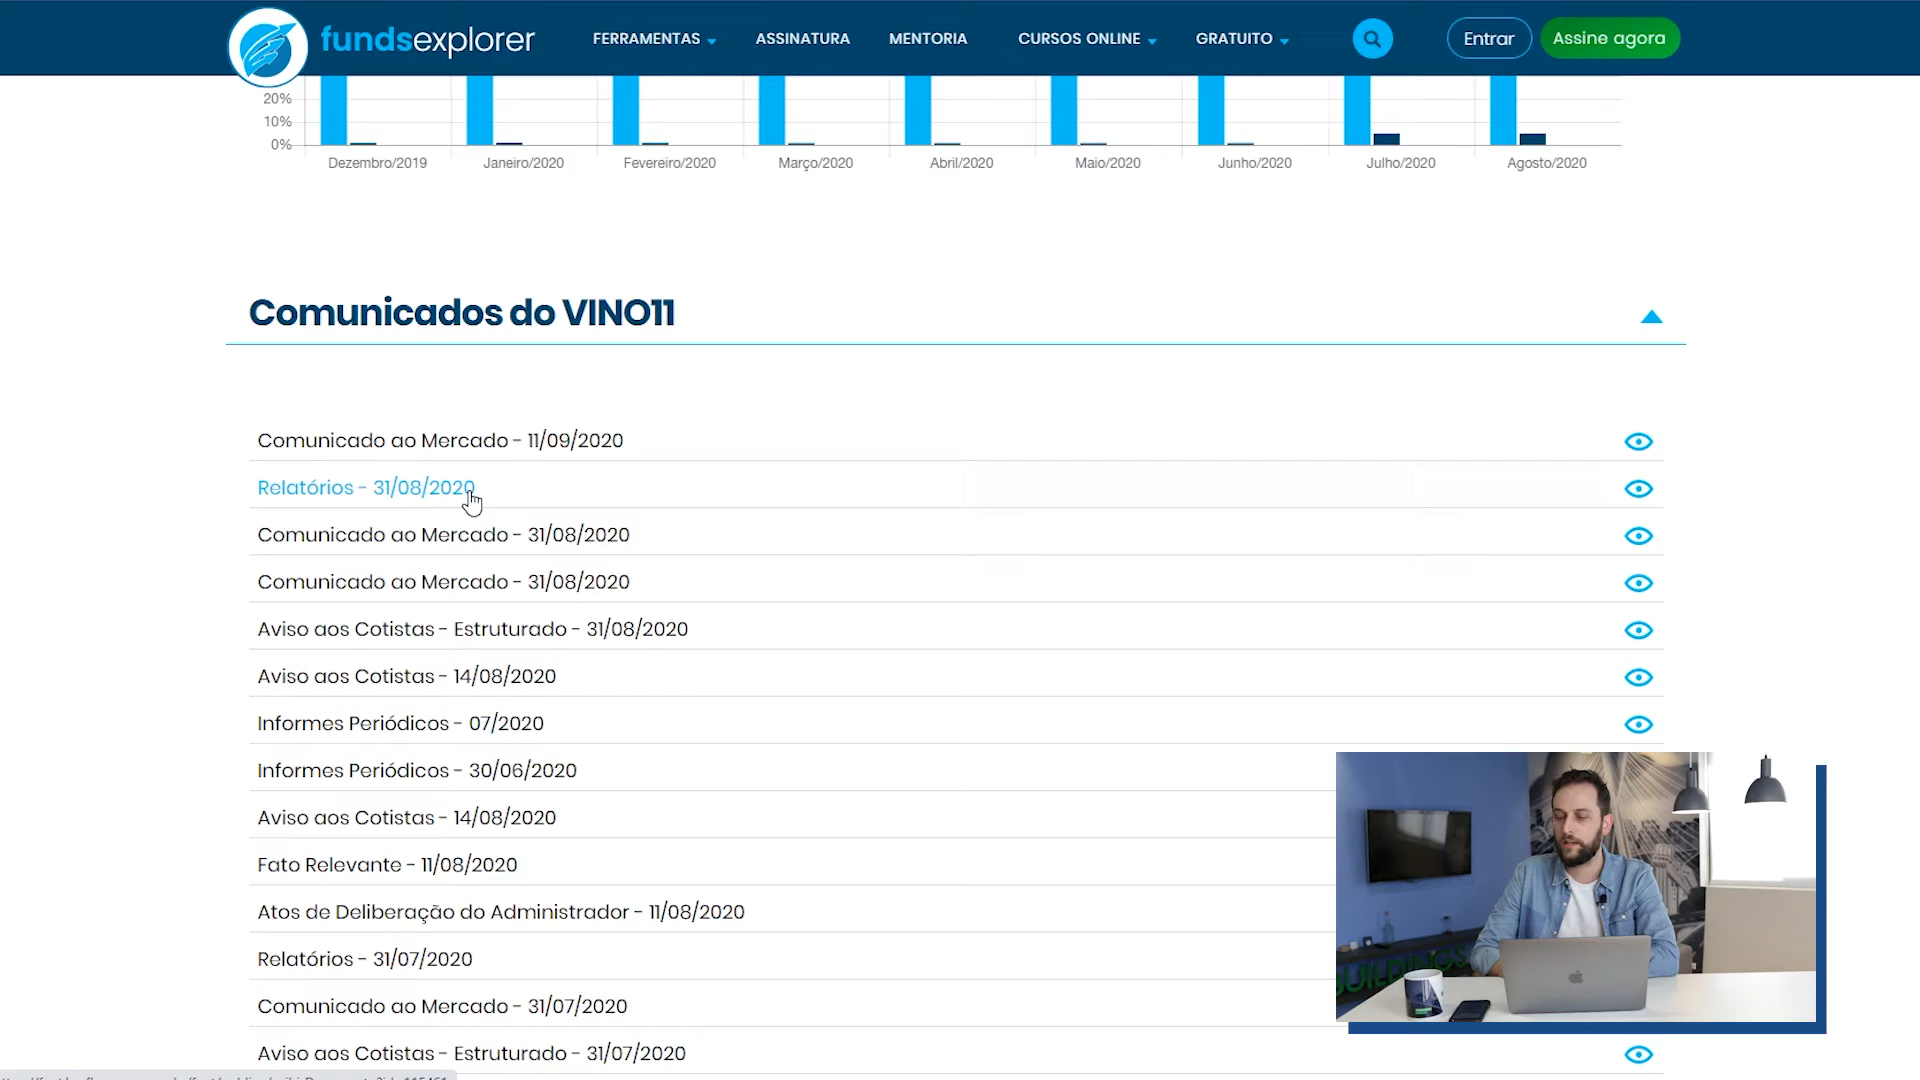 fundsexplorer
FERRAMENTAS
ASSINATURA
MENTORIA
CURSOS ONLINE
GRATUITO
Entrar
Assine agora
20%
10%
0%
Dezembro/2019
Janeiro/2020
Fevereiro/2020
Março/2020
Abril/2020
Maio/2020
Junho/2020
Julho/2020
Agosto/2020
Comunicados do VINO11
Comunicado ao Mercado - 11/09/2020
Relatórios - 31/08/2020
Comunicado ao Mercado - 31/08/2020
Comunicado ao Mercado - 31/08/2020
Aviso aos Cotistas - Estruturado - 31/08/2020
Aviso aos Cotistas - 14/08/2020
Informes Periódicos - 07/2020
Informes Periódicos - 30/06/2020
Aviso aos Cotistas - 14/08/2020
Fato Relevante - 11/08/2020
Atos de Deliberação do Administrador - 11/08/2020
Relatórios - 31/07/2020
Comunicado ao Mercado - 31/07/2020
Aviso aos Cotistas - Estruturado - 31/07/2020